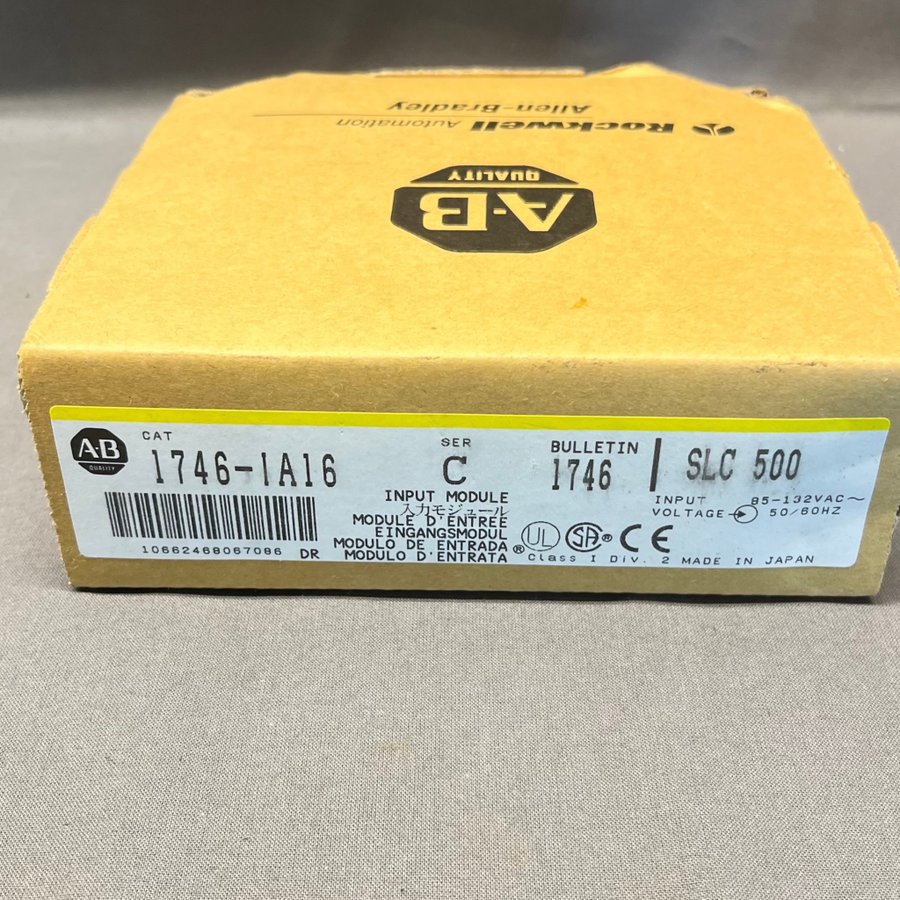 Rockwell Automation
Allen-Bradley
A-B
QUALITY
A-B
QUALITY
CAT
1746-IA16
10662468067086 DR
SER
C
INPUT MODULE
入力モジュール
MODULE D'ENTREE
EINGANGSMODUL
MODULO DE ENTRADA
MODULO D'ENTRATA
BULLETIN
1746
SLC 500
INPUT VOLTAGE
85-132VAC~
50/60HZ
®UL SA® CE
Class I Div. 2 MADE IN JAPAN